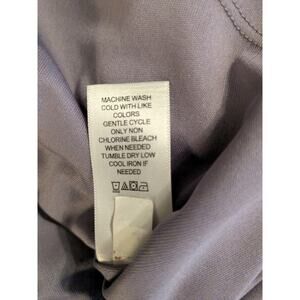 MACHINE WASH
COLD WITH LIKE
COLORS
GENTLE CYCLE
ONLY NON
CHLORINE BLEACH
WHEN NEEDED
TUMBLE DRY LOW
COOL IRON IF
NEEDED